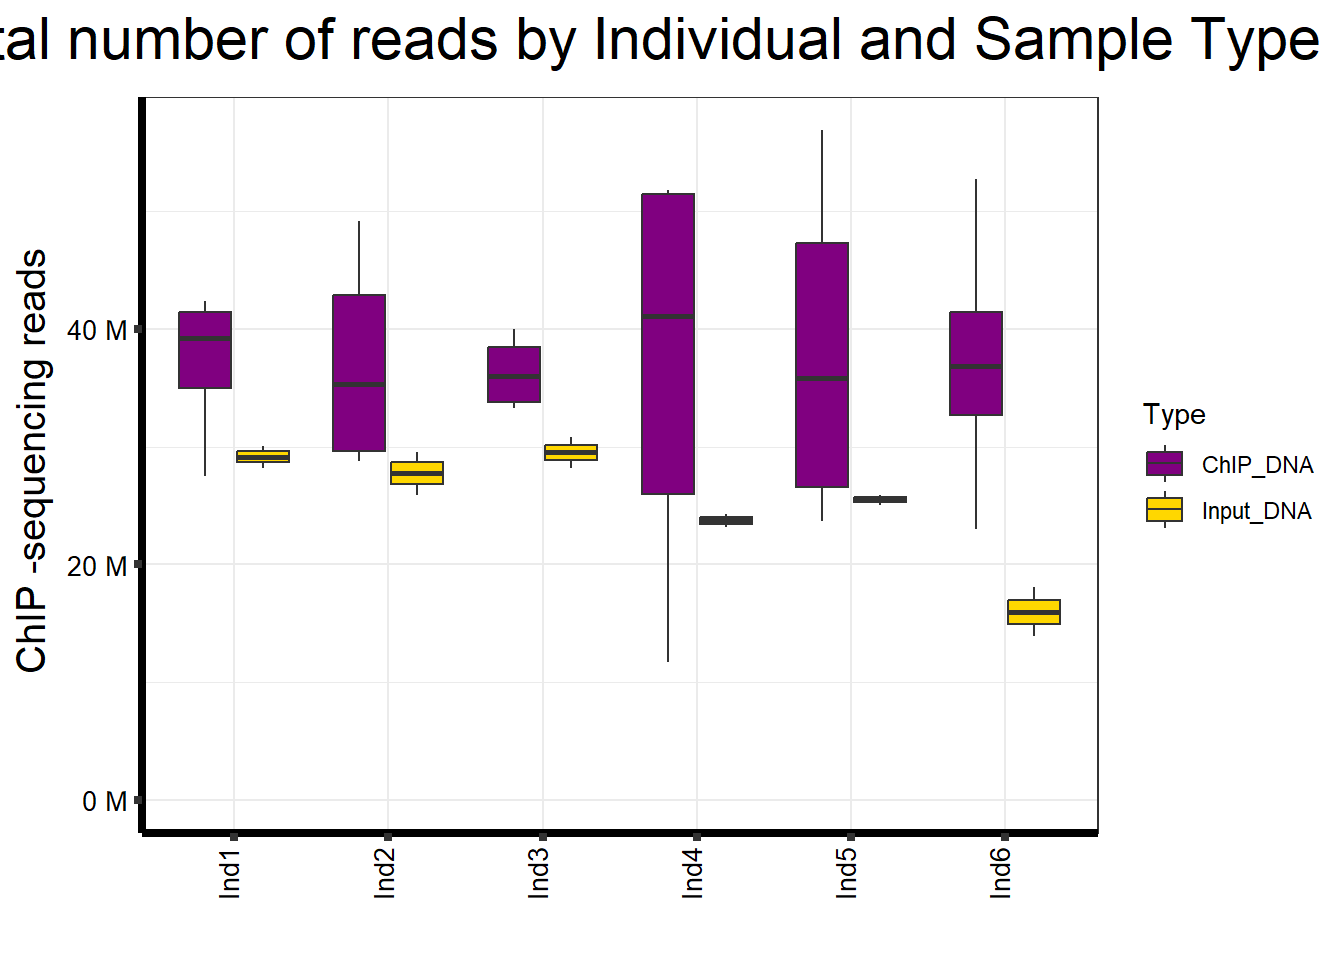 tal number of reads by Individual and Sample Type
ChIP -sequencing reads
40 M
20 M
0 M
Ind1
Ind2
Ind3
Ind4
Ind5
Ind6
Type
ChIP_DNA
Input_DNA